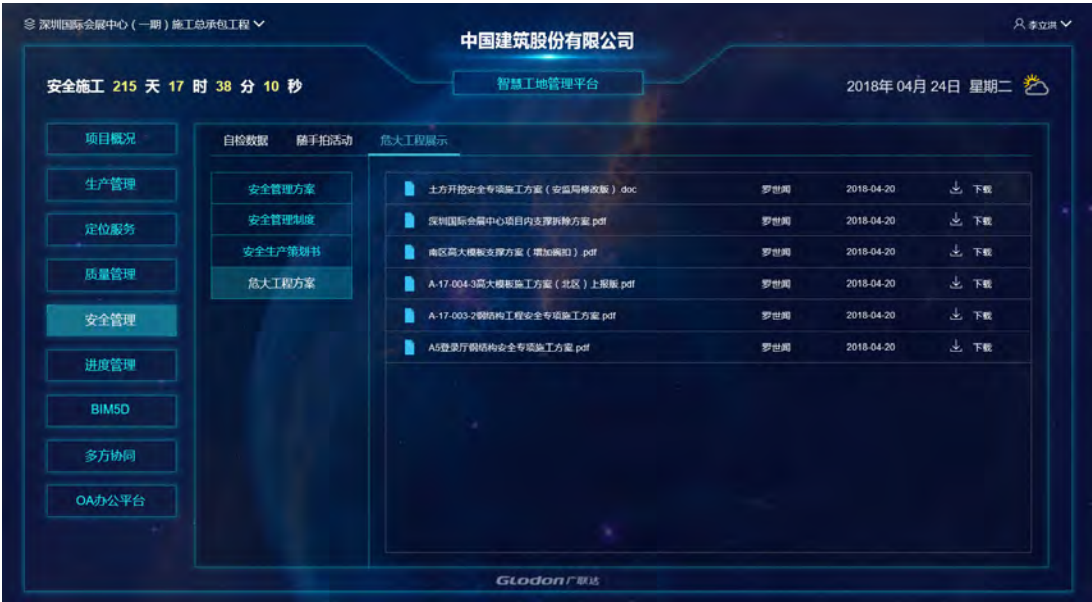 深圳国际会展中心（一期）施工总承包工程
李立洪
中国建筑股份有限公司
安全施工 215 天 17 时 38 分 10 秒
智慧工地管理平台
2018年 04月 24日 星期二
项目概况
生产管理
定位服务
质量管理
安全管理
进度管理
BIM5D
多方协同
OA办公平台
自检数据 随手拍活动 危大工程展示
安全管理方案
安全管理制度
安全生产策划书
危大工程方案
土方开挖安全专项施工方案（安监局修改版）.doc 罗世闻 2018-04-20 下载
深圳国际会展中心项目内支撑拆除方案.pdf 罗世闻 2018-04-20 下载
南区高大模板支撑方案（增加碗扣）.pdf 罗世闻 2018-04-20 下载
A-17-004-3高大模板施工方案（北区）上报版.pdf 罗世闻 2018-04-20 下载
A-17-003-2钢结构工程安全专项施工方案.pdf 罗世闻 2018-04-20 下载
A5登录厅钢结构安全专项施工方案.pdf 罗世闻 2018-04-20 下载
GLodon广联达